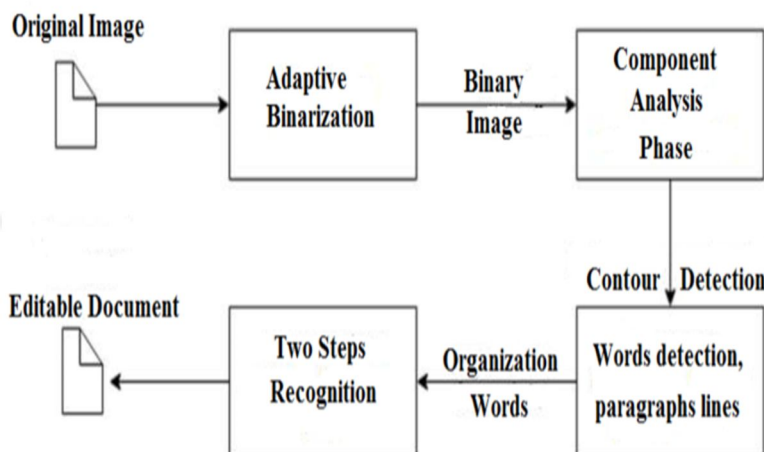 Original Image
Adaptive
Binarization
Binary
Image
Component
Analysis
Phase
Contour Detection
Words detection,
paragraphs lines
Organization
Words
Two Steps
Recognition
Editable Document